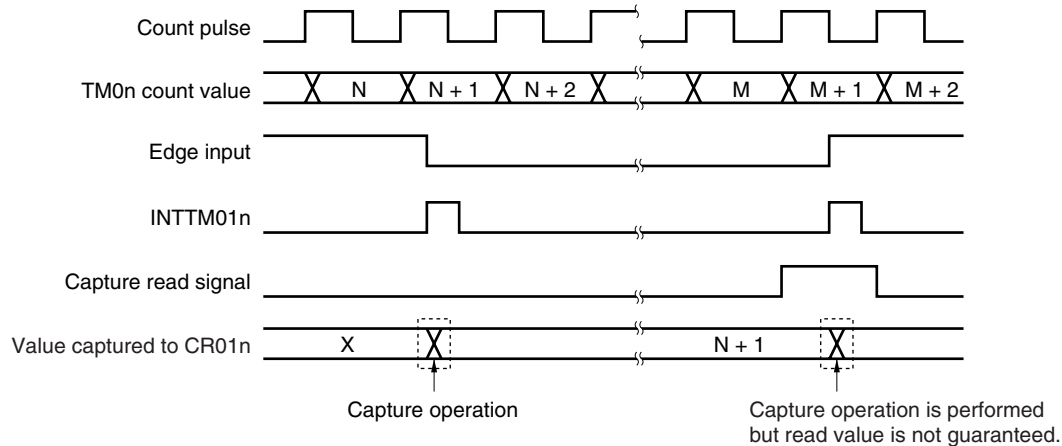 Count pulse
TM0n count value
N
N + 1
N + 2
M
M + 1
M + 2
Edge input
INTTM01n
Capture read signal
Value captured to CR01n
X
N + 1
Capture operation
Capture operation is performed
but read value is not guaranteed.